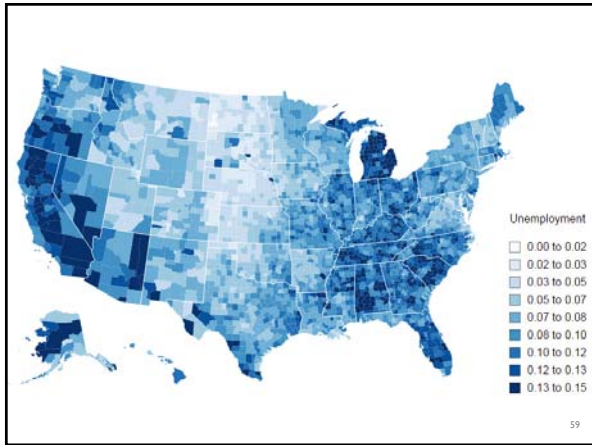 Unemployment
0.00 to 0.02
0.02 to 0.03
0.03 to 0.05
0.05 to 0.07
0.07 to 0.08
0.08 to 0.10
0.10 to 0.12
0.12 to 0.13
0.13 to 0.15
59